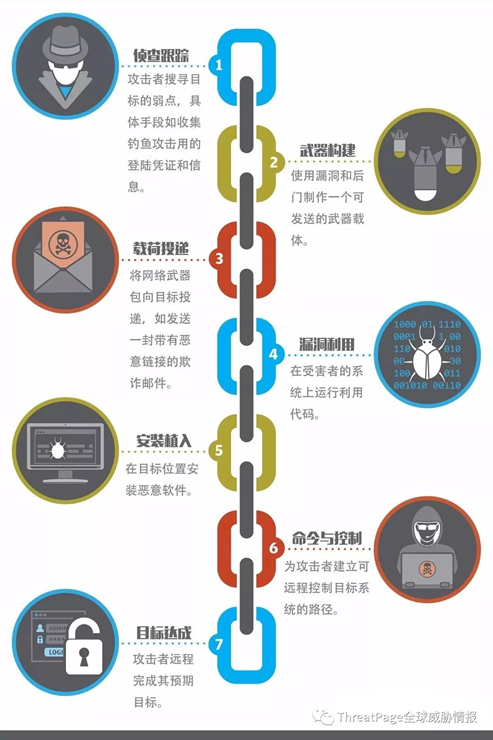 侦查跟踪
1
攻击者搜寻目
标的弱点，具
体手段如收集
钓鱼攻击用的
登陆凭证和信
息。
武器构建
2
使用漏洞和后
门制作一个可
发送的武器载
体。
载荷投递
3
将网络武器
包向目标投
递，如发送
一封带有恶
意链接的欺
诈邮件。
漏洞利用
4
在受害者的系
统上运行利用
代码。
1000 01 1110
0001 1 00
110 010
00 00
100 011
001010 00110
安装植入
5
在目标位置安
装恶意软件。
命令与控制
6
为攻击者建立可
远程控制目标系
统的路径。
目标达成
7
攻击者远程
完成其预期
目标。
ThreatPage全球威胁情报